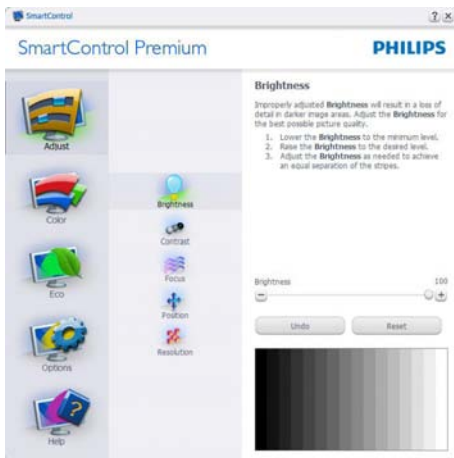 SmartControl
SmartControl Premium
PHILIPS
Adjust
Color
Eco
Options
Help
Brightness
Contrast
Focus
Position
Resolution
Brightness
Improperly adjusted Brightness will result in a loss of
detail in darker image areas. Adjust the Brightness for
the best possible picture quality.
1. Lower the Brightness to the minimum level.
2. Raise the Brightness to the desired level.
3. Adjust the Brightness as needed to achieve
an equal separation of the stripes.
Brightness 100
Undo Reset